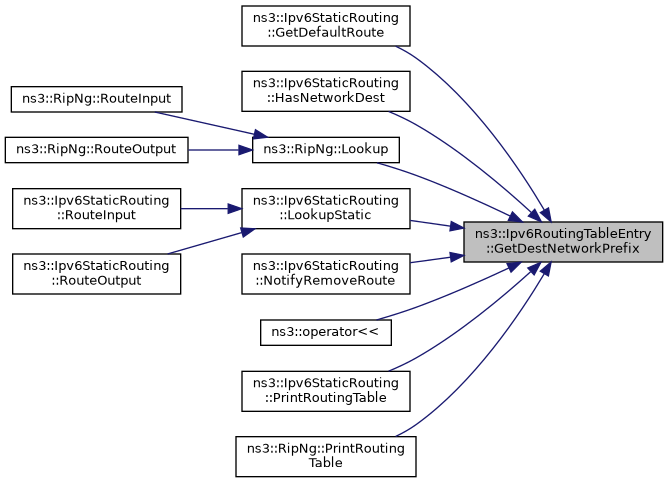 ns3::Ipv6StaticRouting
::GetDefaultRoute
ns3::Ipv6StaticRouting
::HasNetworkDest
ns3::RipNg::RouteInput
ns3::RipNg::RouteOutput
ns3::RipNg::Lookup
ns3::Ipv6StaticRouting
::RouteInput
ns3::Ipv6StaticRouting
::LookupStatic
ns3::Ipv6RoutingTableEntry
::GetDestNetworkPrefix
ns3::Ipv6StaticRouting
::RouteOutput
ns3::Ipv6StaticRouting
::NotifyRemoveRoute
ns3::operator<<
ns3::Ipv6StaticRouting
::PrintRoutingTable
ns3::RipNg::PrintRouting
Table